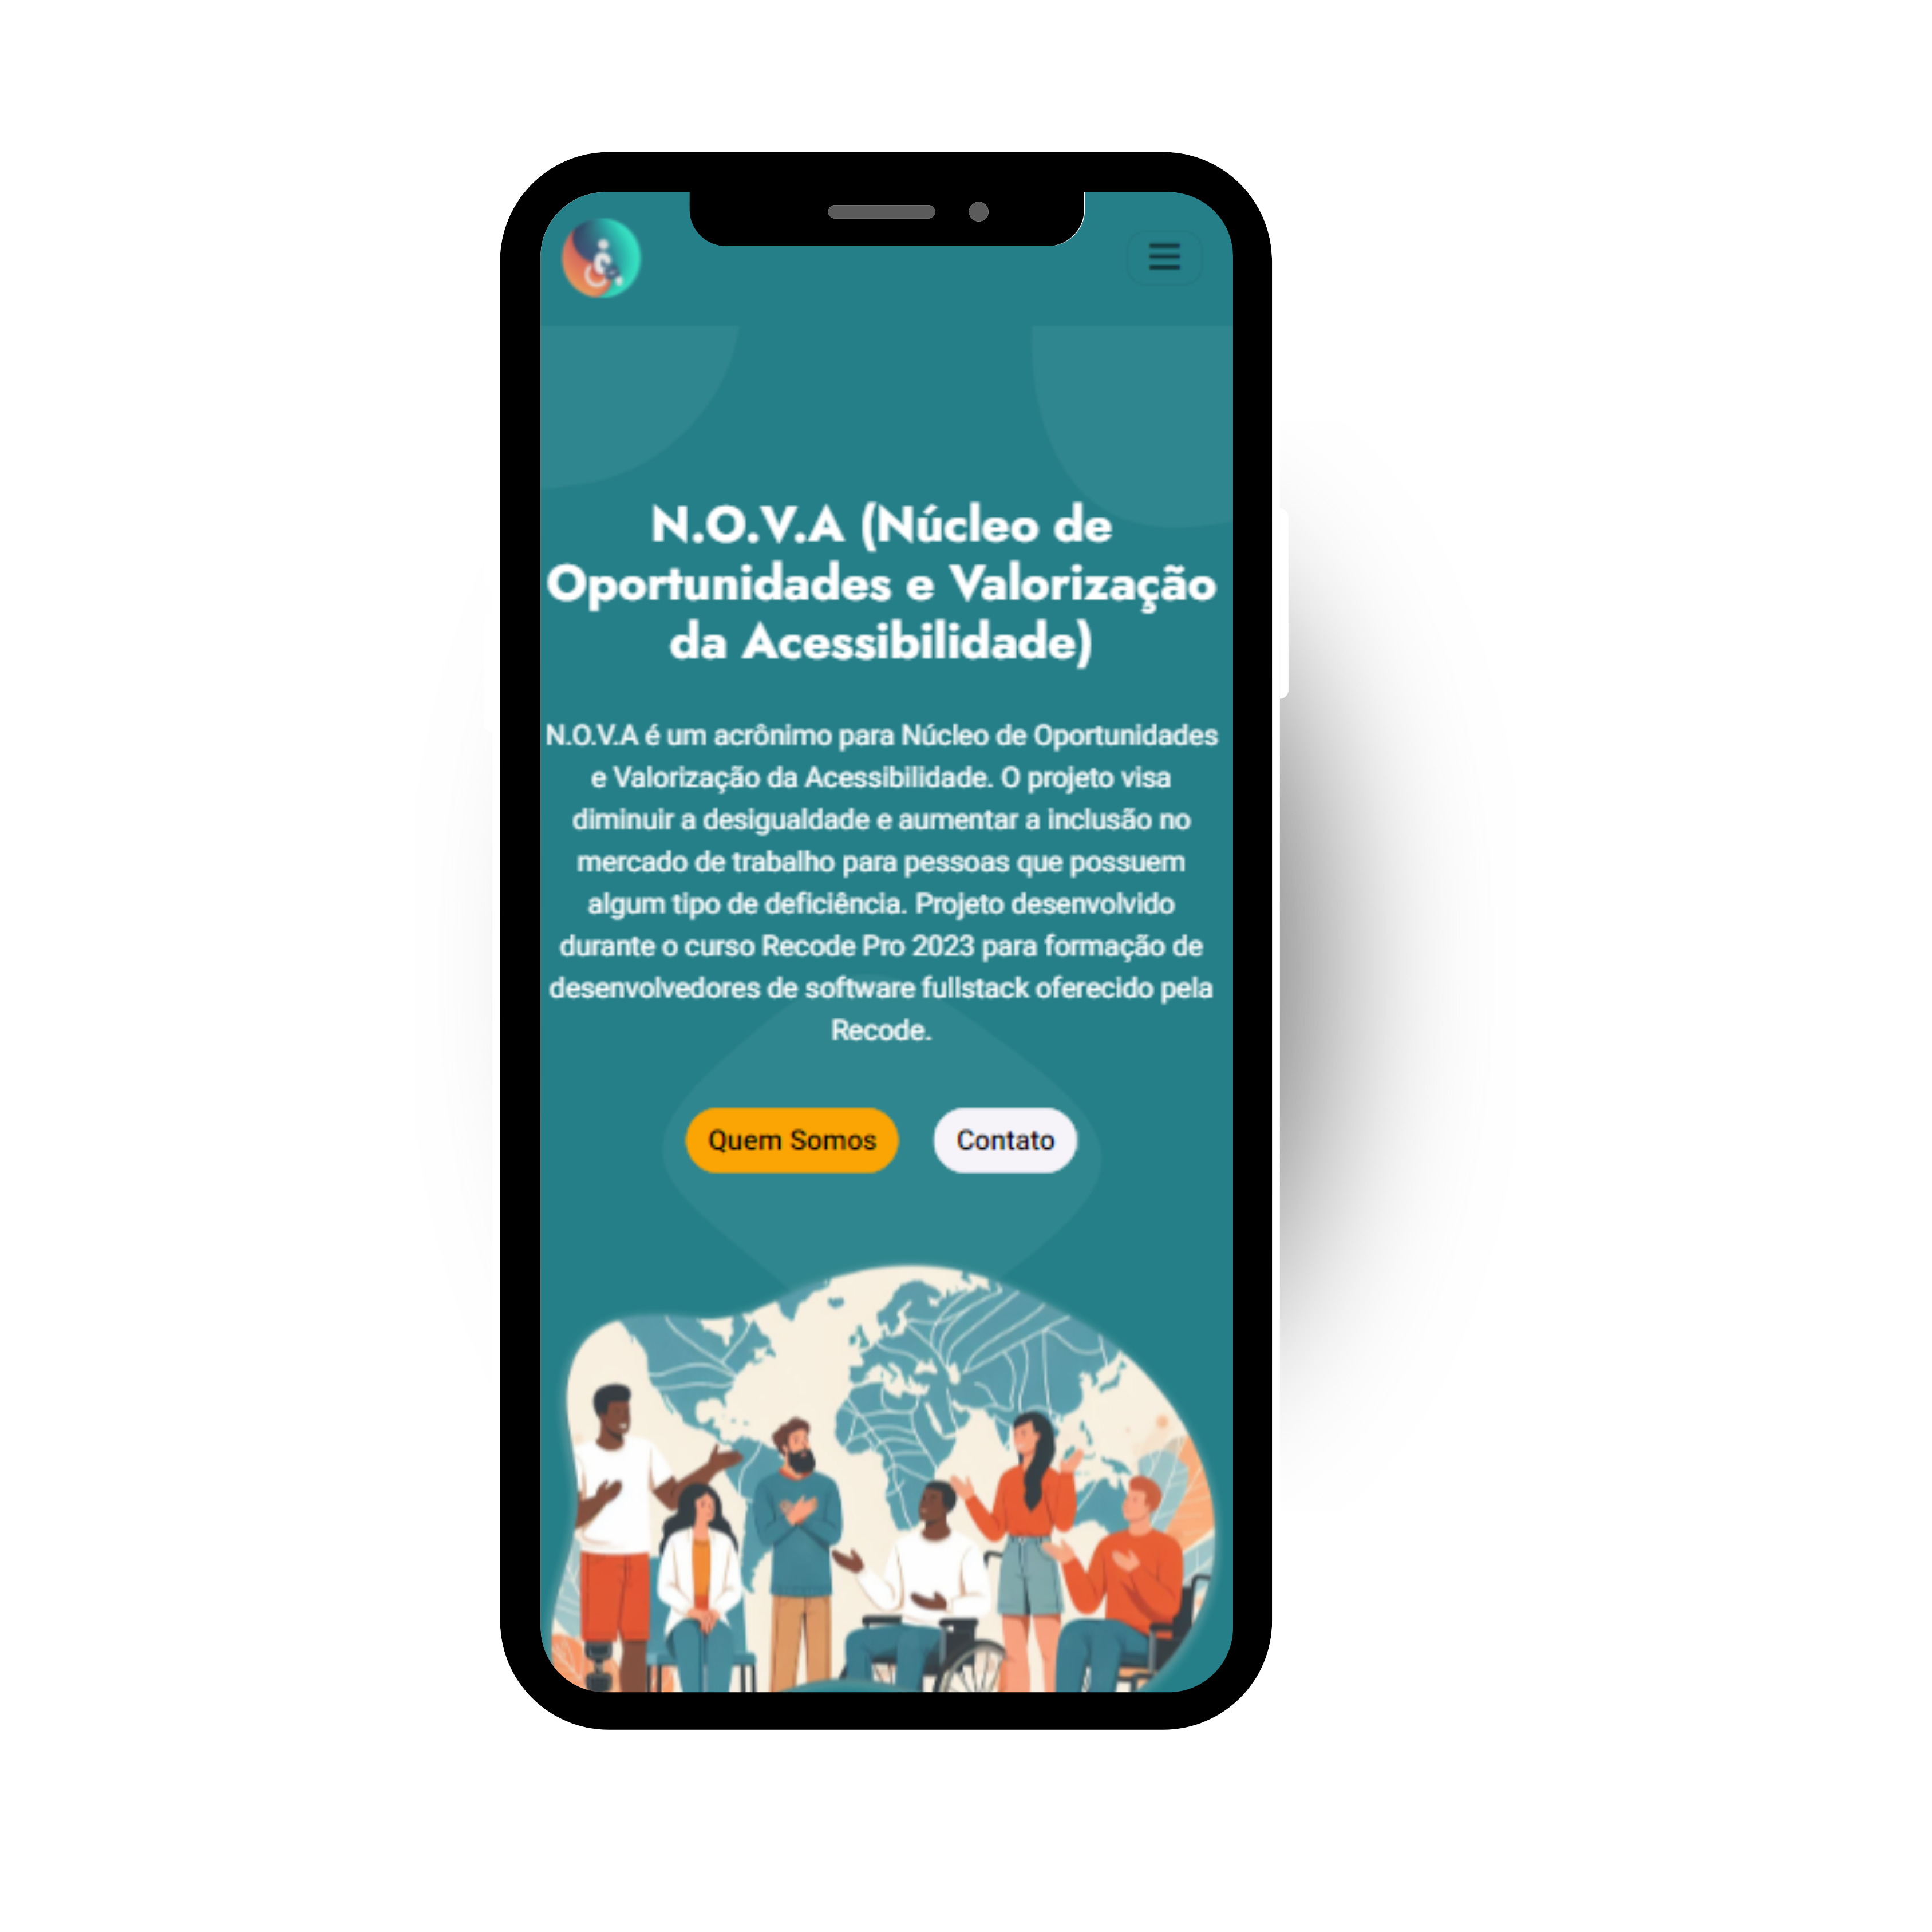 N.O.V.A (Núcleo de
Oportunidades e Valorização
da Acessibilidade)
N.O.V.A é um acrônimo para Núcleo de Oportunidades
e Valorização da Acessibilidade. O projeto visa
diminuir a desigualdade e aumentar a inclusão no
mercado de trabalho para pessoas que possuem
algum tipo de deficiência. Projeto desenvolvido
durante o curso Recode Pro 2023 para formação de
desenvolvedores de software fullstack oferecido pela
Recode.
Quem Somos
Contato